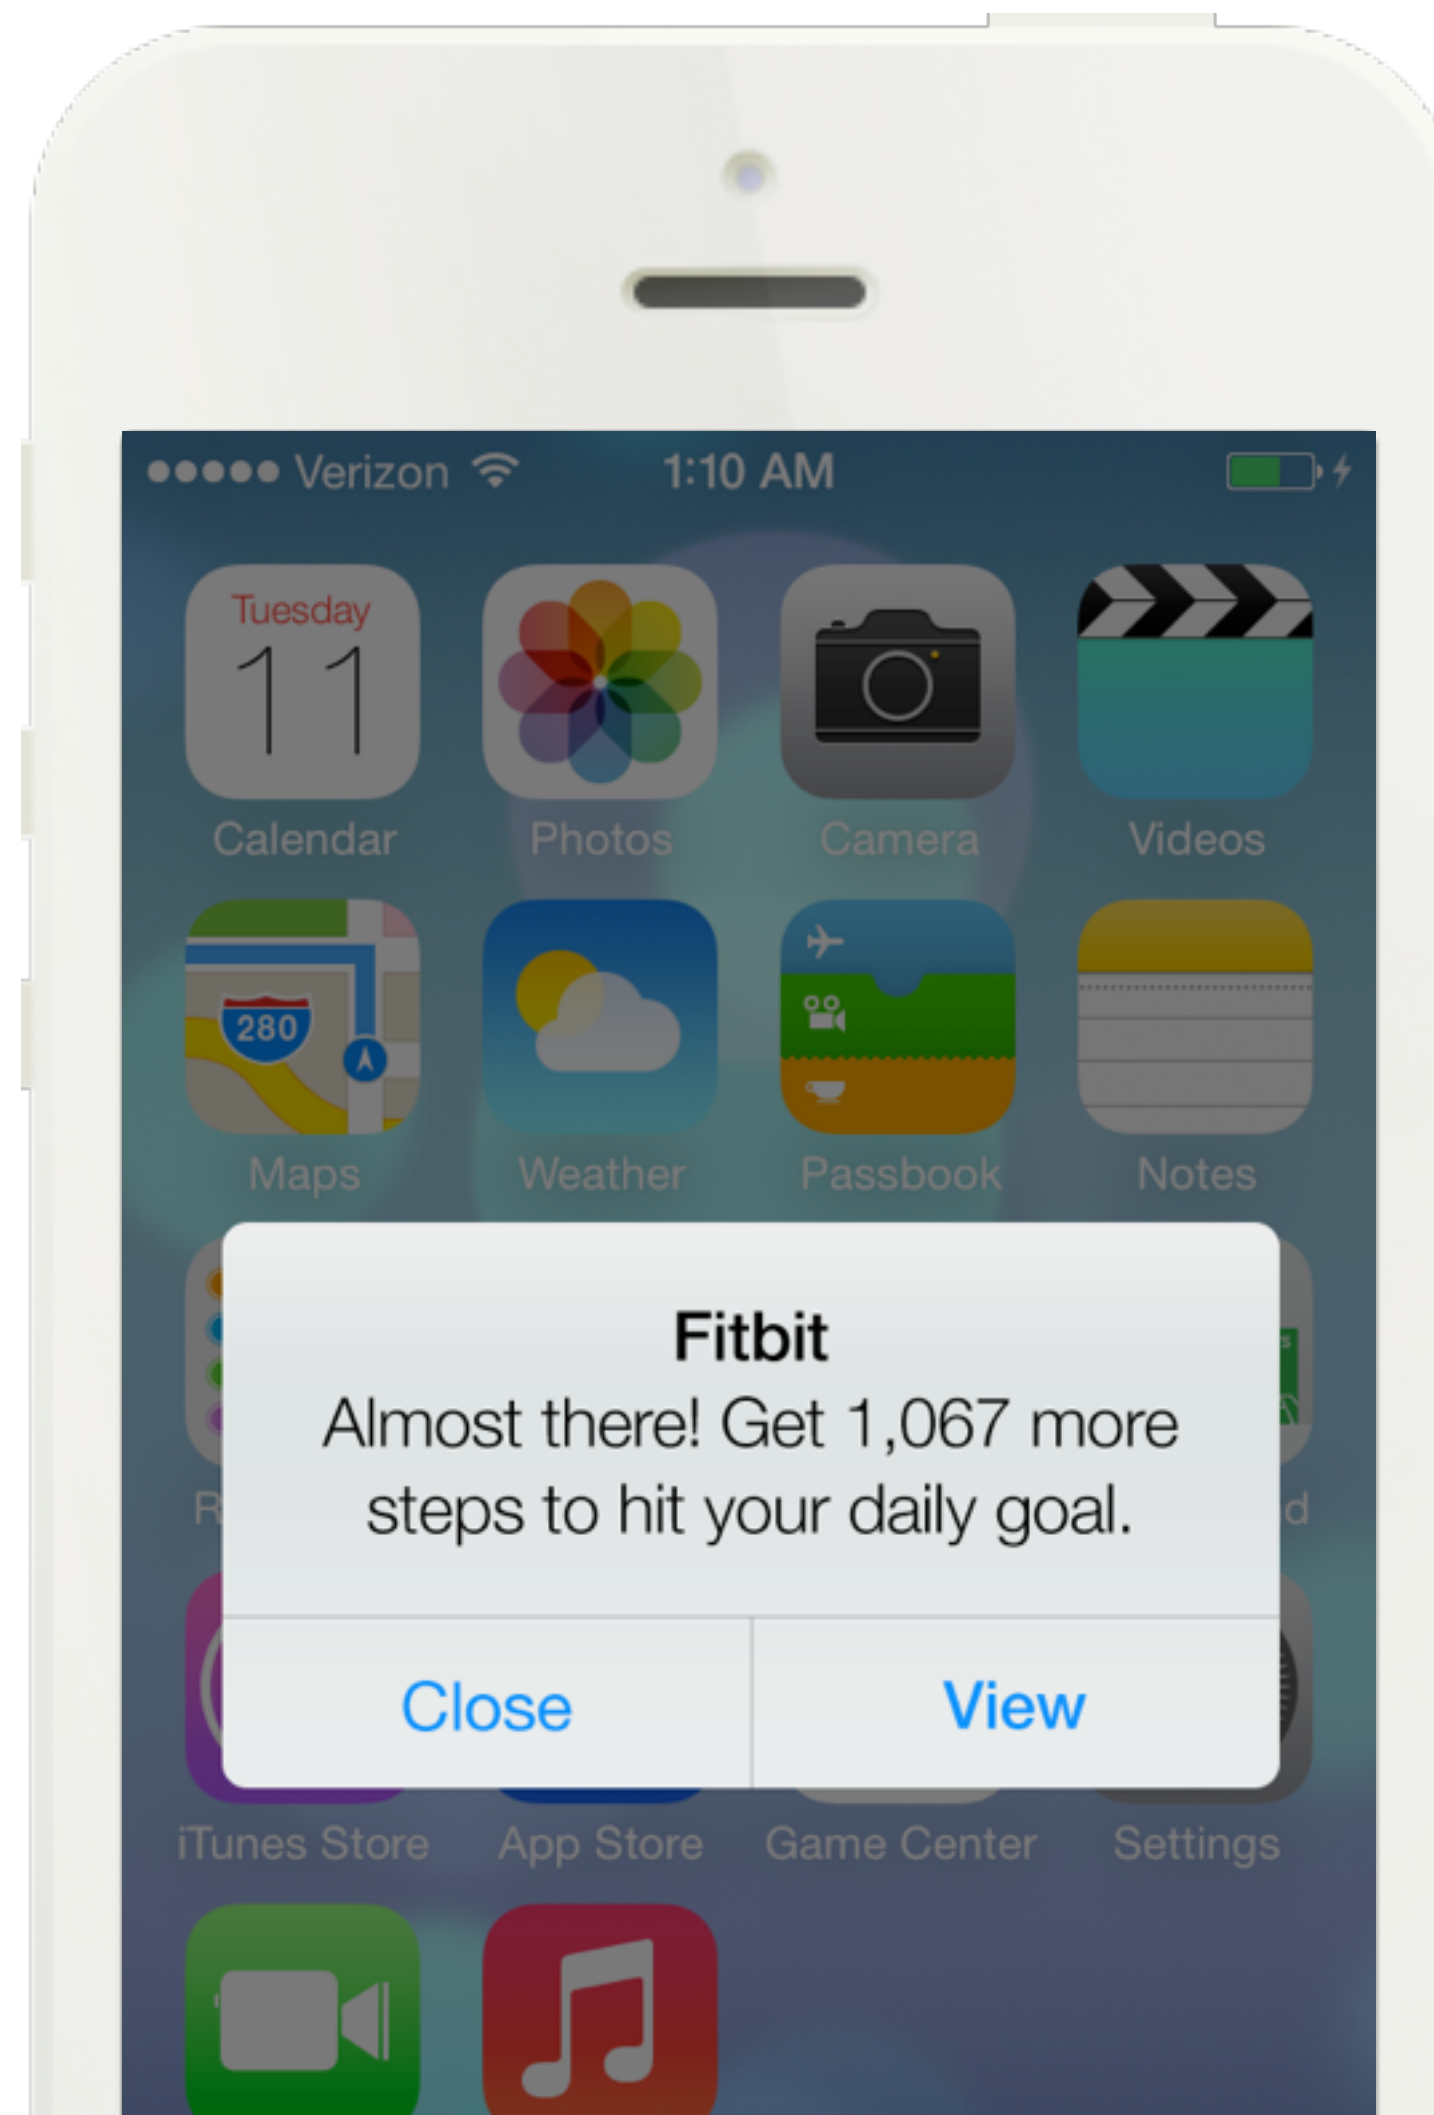 Verizon 1:10 AM
Tuesday
11
Calendar Photos Camera Videos
280
Maps Weather Passbook Notes
Fitbit
Almost there! Get 1,067 more
steps to hit your daily goal.
Close View
iTunes Store App Store Game Center Settings